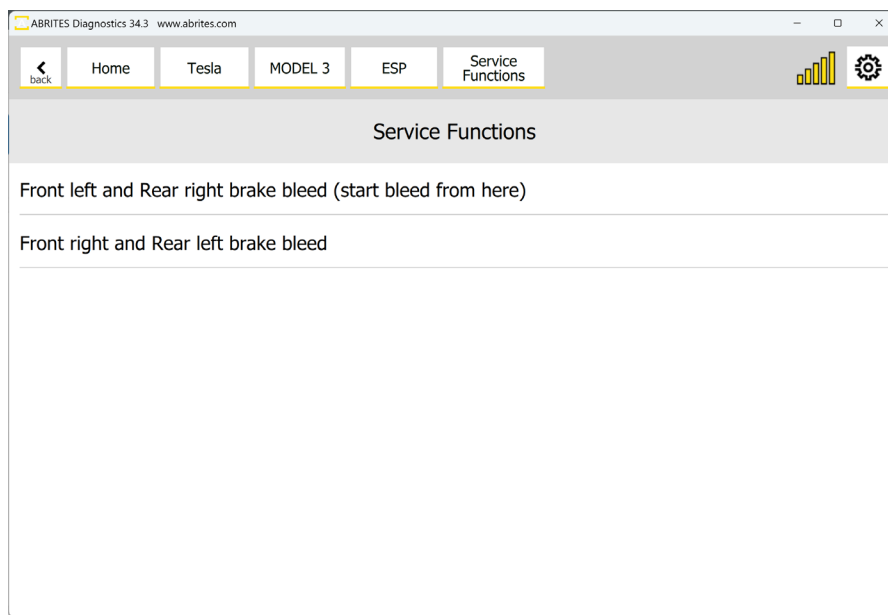 ABRITES Diagnostics 34.3 www.abrites.com
back
Home
Tesla
MODEL 3
ESP
Service
Functions
Service Functions
Front left and Rear right brake bleed (start bleed from here)
Front right and Rear left brake bleed